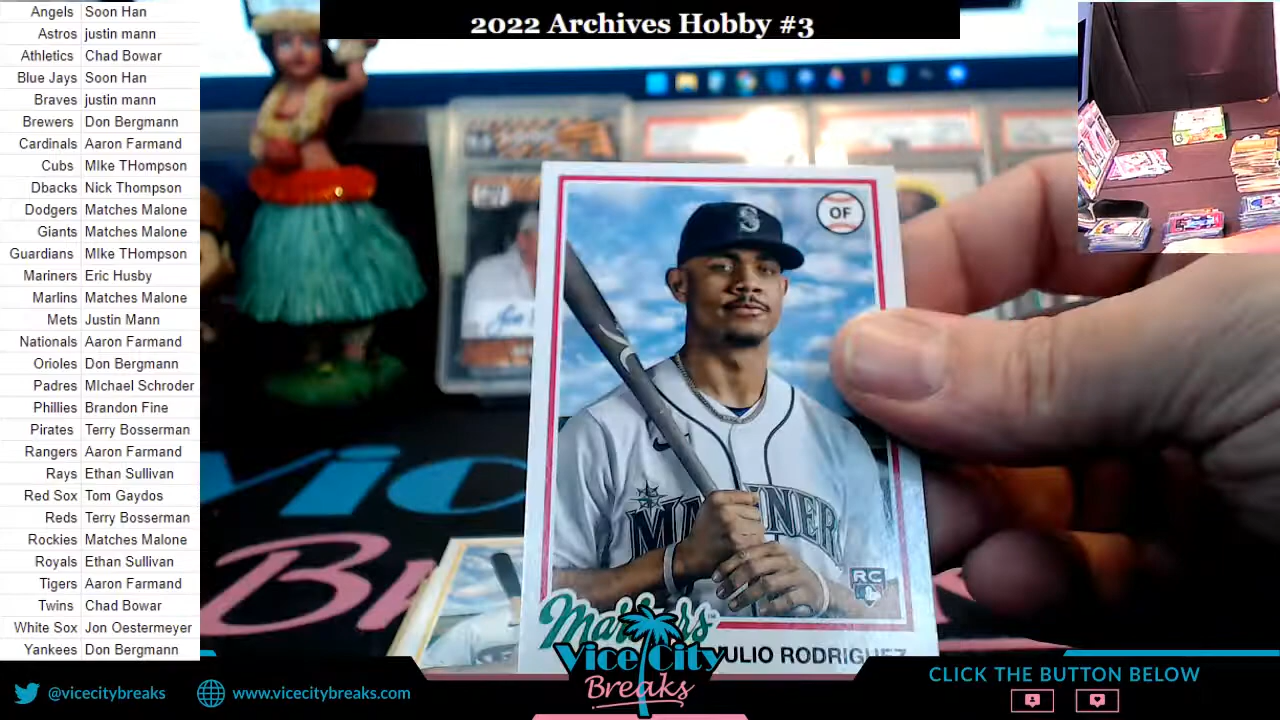 2022 Archives Hobby #3
Angels Soon Han
Astros justin mann
Athletics Chad Bowar
Blue Jays Soon Han
Braves justin mann
Brewers Don Bergmann
Cardinals Aaron Farmand
Cubs MIke THompson
Dbacks Nick Thompson
Dodgers Matches Malone
Giants Matches Malone
Guardians MIke THompson
Mariners Eric Husby
Marlins Matches Malone
Mets Justin Mann
Nationals Aaron Farmand
Orioles Don Bergmann
Padres MIchael Schroder
Phillies Brandon Fine
Pirates Terry Bosserman
Rangers Aaron Farmand
Rays Ethan Sullivan
Red Sox Tom Gaydos
Reds Terry Bosserman
Rockies Matches Malone
Royals Ethan Sullivan
Tigers Aaron Farmand
Twins Chad Bowar
White Sox Jon Oestermeyer
Yankees Don Bergmann
OF
S
RC
Mariners
RODRIGUEZ
Vice City
Breaks
@vicecitybreaks
www.vicecitybreaks.com
CLICK THE BUTTON BELOW